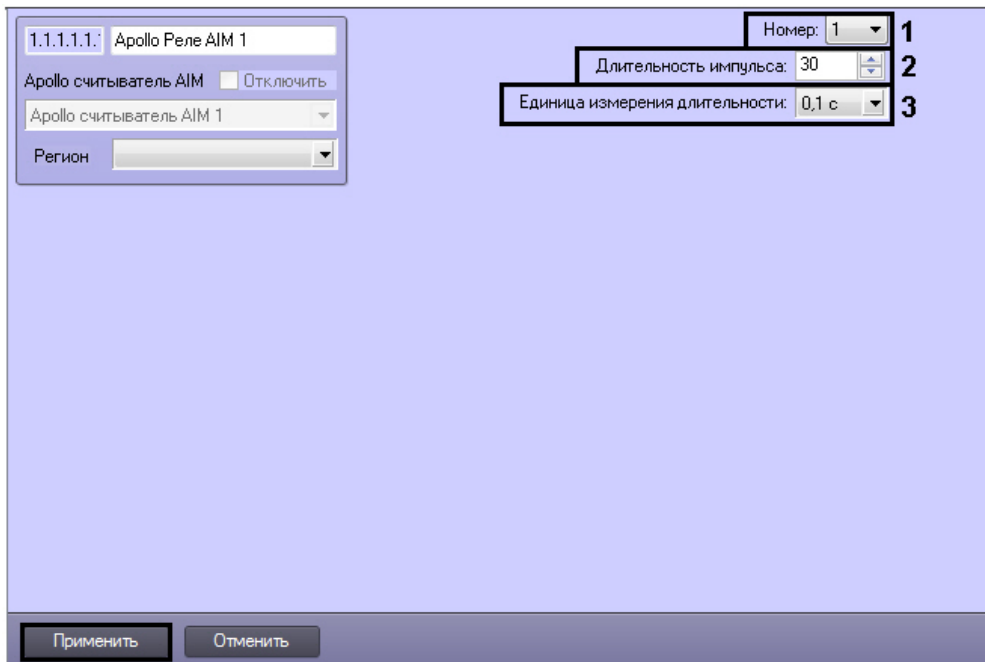 1.1.1.1.1. Apollo Реле AIM 1
Apollo считыватель AIM Отключить
Apollo считыватель AIM 1
Регион
Номер: 1 1
Длительность импульса: 30 2
Единица измерения длительности: 0,1 с 3
Применить Отменить